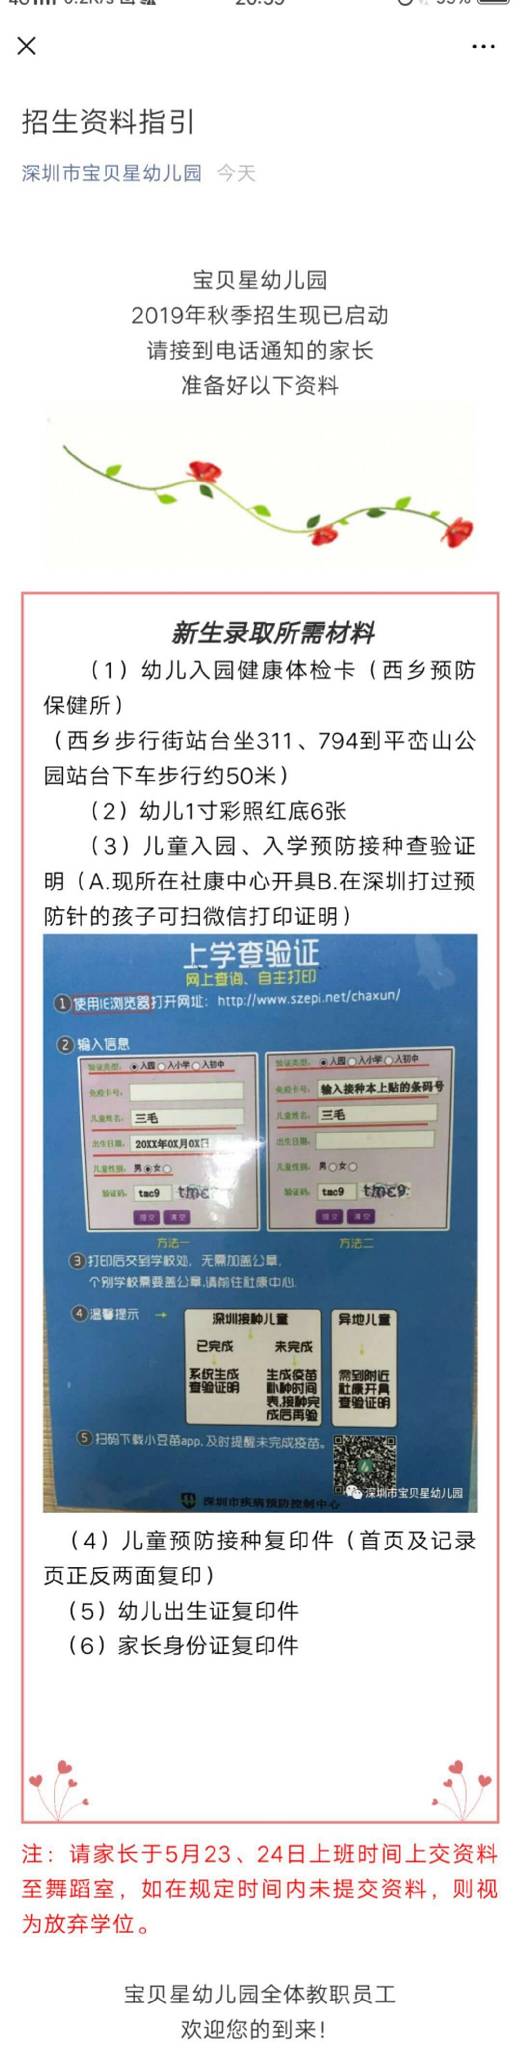 招生资料指引
深圳市宝贝星幼儿园 今天
宝贝星幼儿园
2019年秋季招生现已启动
请接到电话通知的家长
准备好以下资料
新生录取所需材料
（1）幼儿入园健康体检卡（西乡预防
保健所）
（西乡步行街站台坐311、794到平峦山公
园站台下车步行约50米）
（2）幼儿1寸彩照红底6张
（3）儿童入园、入学预防接种查验证
明（A.现所在社康中心开具B.在深圳打过预
防针的孩子可扫微信打印证明）
上学查验证
网上查询、自主打印
①使用IE浏览器打开网址：http://www.szepi.net/chaxun/
②输入信息
验证类型： 入园 入小学 入初中
免疫卡号：
儿童姓名： 三毛
出生日期： 20XX年0X月0X日
儿童性别： 男 女
验证码： tmc9 tmc9
提交 清空
方法一
验证类型： 入园 入小学 入初中
免疫卡号： 输入接种本上贴的条码号
儿童姓名： 三毛
出生日期：
儿童性别： 男 女
验证码： tmc9 tmc9
提交 清空
方法二
③打印后交到学校处，无需加盖公章，
个别学校需要盖公章,请前往社康中心.
④温馨提示 →
深圳接种儿童
已完成
系统生成
查验证明
未完成
生成疫苗
补种时间
表,接种完
成后再验
异地儿童
需到附近
社康开具
查验证明
⑤扫码下载小豆苗app,及时提醒未完成疫苗。
深圳市宝贝星幼儿园
深圳市疾病预防控制中心
（4）儿童预防接种复印件（首页及记录
页正反两面复印）
（5）幼儿出生证复印件
（6）家长身份证复印件
注：请家长于5月23、24日上班时间上交资料
至舞蹈室，如在规定时间内未提交资料，则视
为放弃学位。
宝贝星幼儿园全体教职员工
欢迎您的到来！